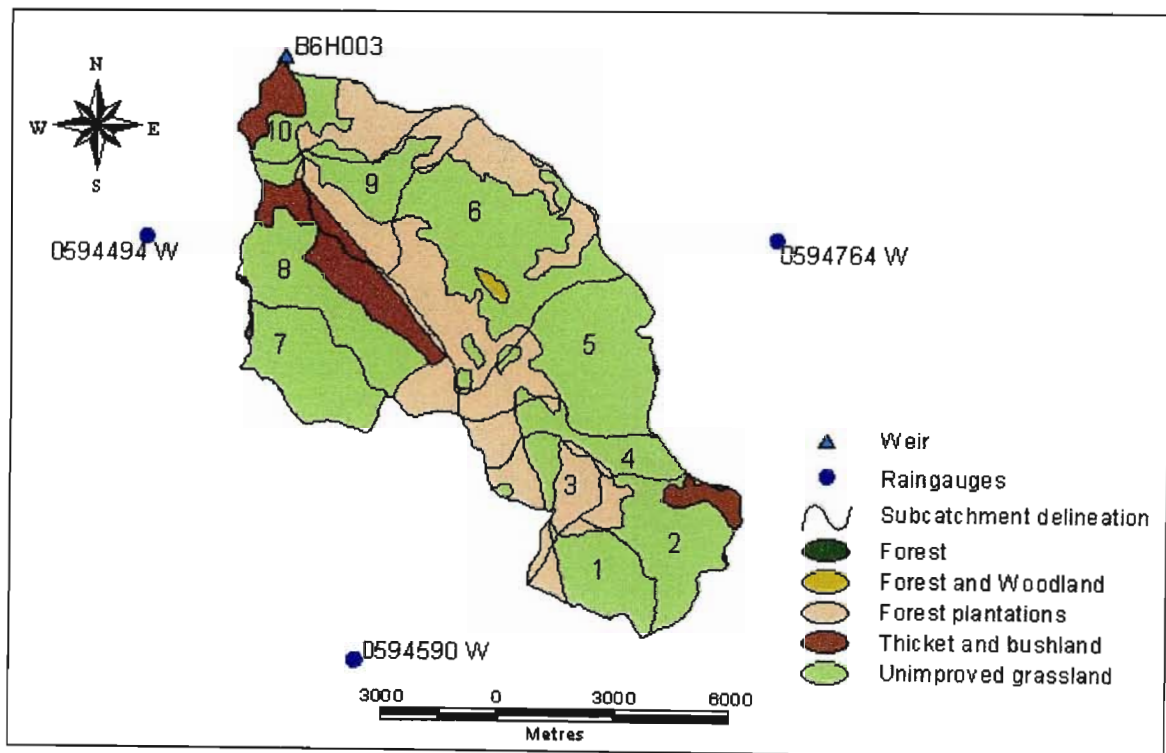 B6H003
N
W E
S
10
9
6
0594494 W
0594764 W
8
7
5
4
3
2
1
0594590 W
Weir
Raingauges
Subcatchment delineation
Forest
Forest and Woodland
Forest plantations
Thicket and bushland
Unimproved grassland
3000 0 3000 6000
Metres